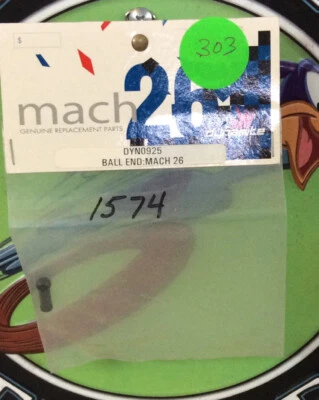 $
303
mach
26
GENUINE REPLACEMENT PARTS
dynamite
DYN0925
BALL END:MACH 26
1574